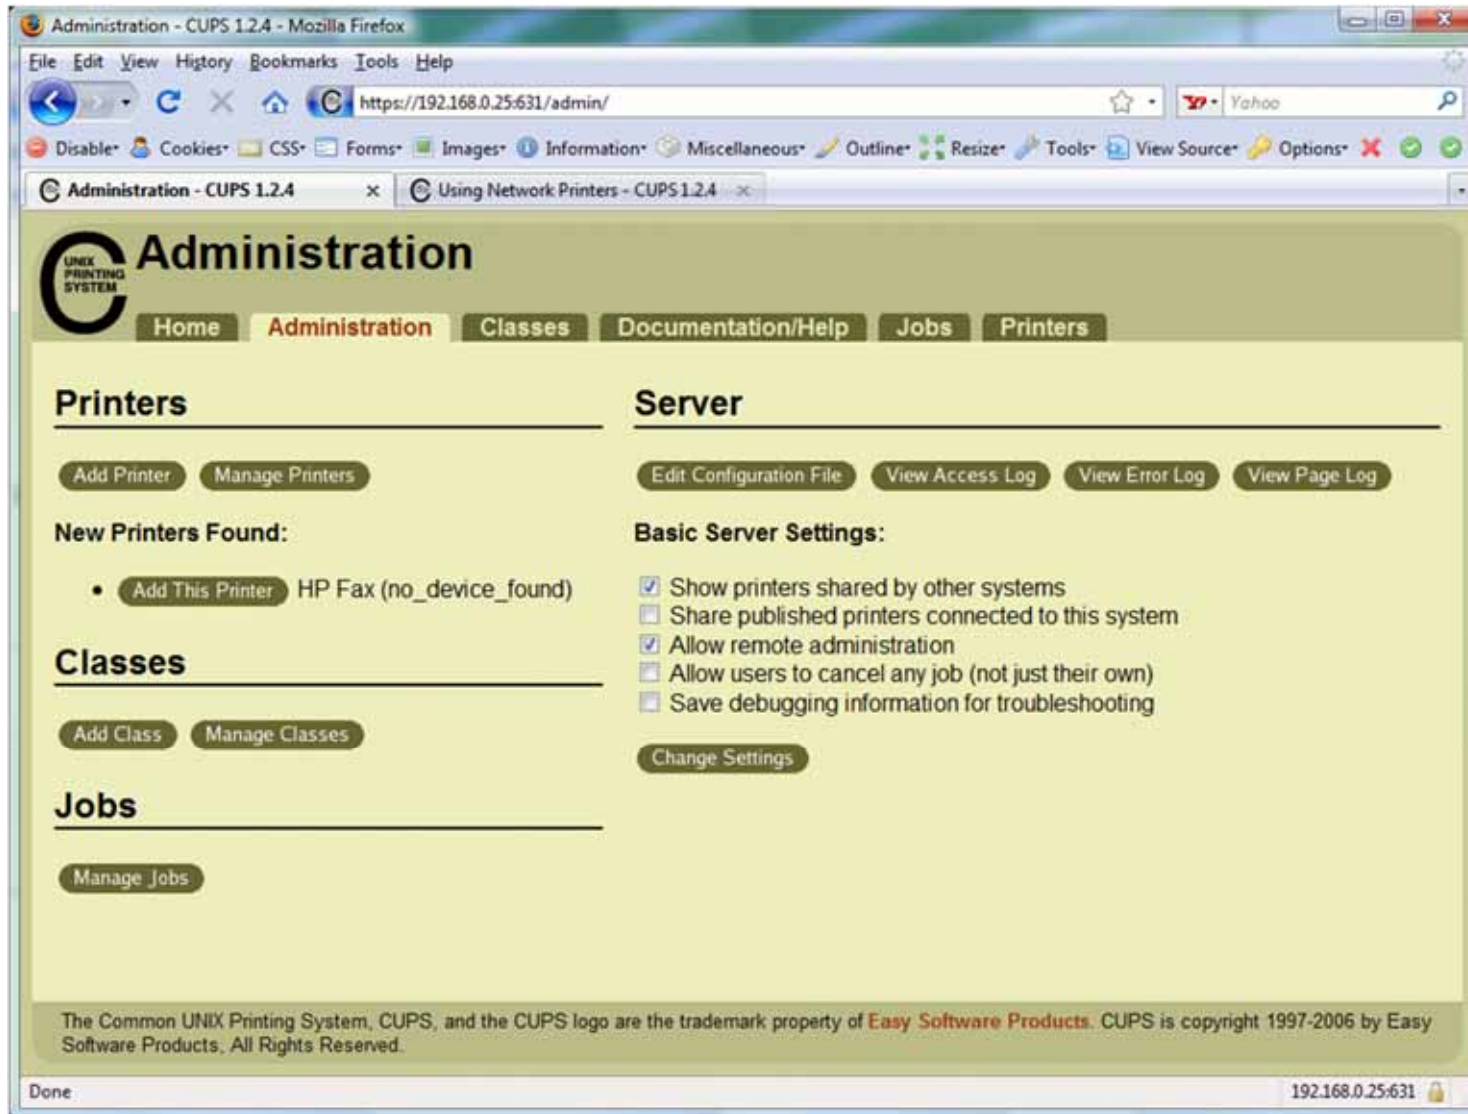 Administration - CUPS 1.2.4 - Mozilla Firefox
File Edit View History Bookmarks Tools Help
https://192.168.0.25:631/admin/ Yahoo
Disable Cookies CSS Forms Images Information Miscellaneous Outline Resize Tools View Source Options
Administration - CUPS 1.2.4 Using Network Printers - CUPS 1.2.4
UNIX
PRINTING
SYSTEM
Administration
Home Administration Classes Documentation/Help Jobs Printers
Printers
Add Printer Manage Printers
New Printers Found:
• Add This Printer HP Fax (no_device_found)
Classes
Add Class Manage Classes
Jobs
Manage Jobs
Server
Edit Configuration File View Access Log View Error Log View Page Log
Basic Server Settings:
Show printers shared by other systems
Share published printers connected to this system
Allow remote administration
Allow users to cancel any job (not just their own)
Save debugging information for troubleshooting
Change Settings
The Common UNIX Printing System, CUPS, and the CUPS logo are the trademark property of Easy Software Products. CUPS is copyright 1997-2006 by Easy
Software Products, All Rights Reserved.
Done 192.168.0.25:631